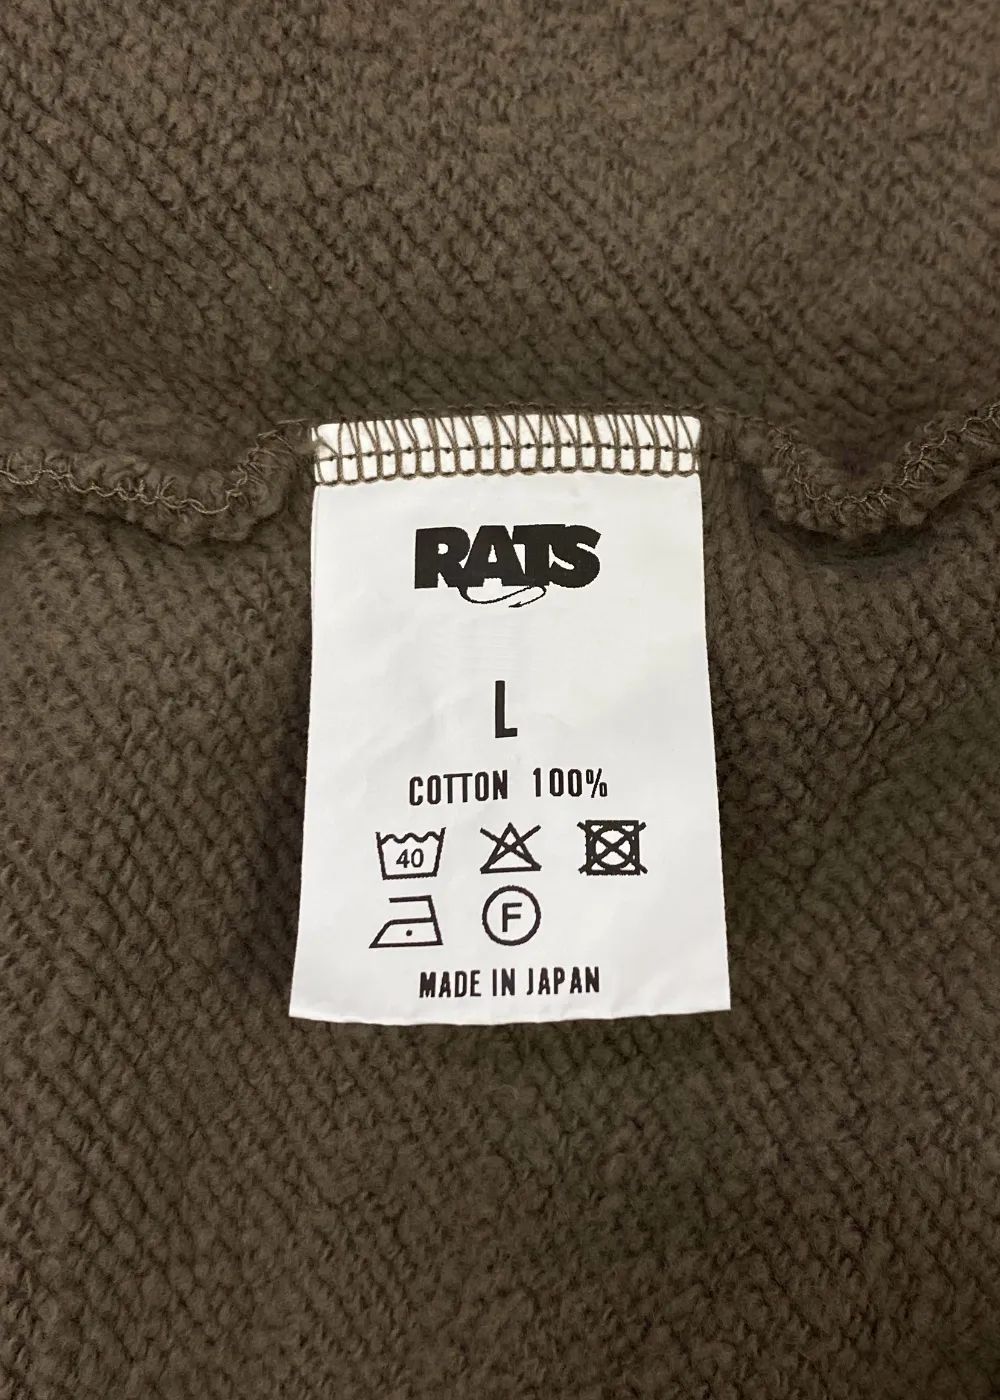 RATS
L
COTTON 100%
40
F
MADE IN JAPAN